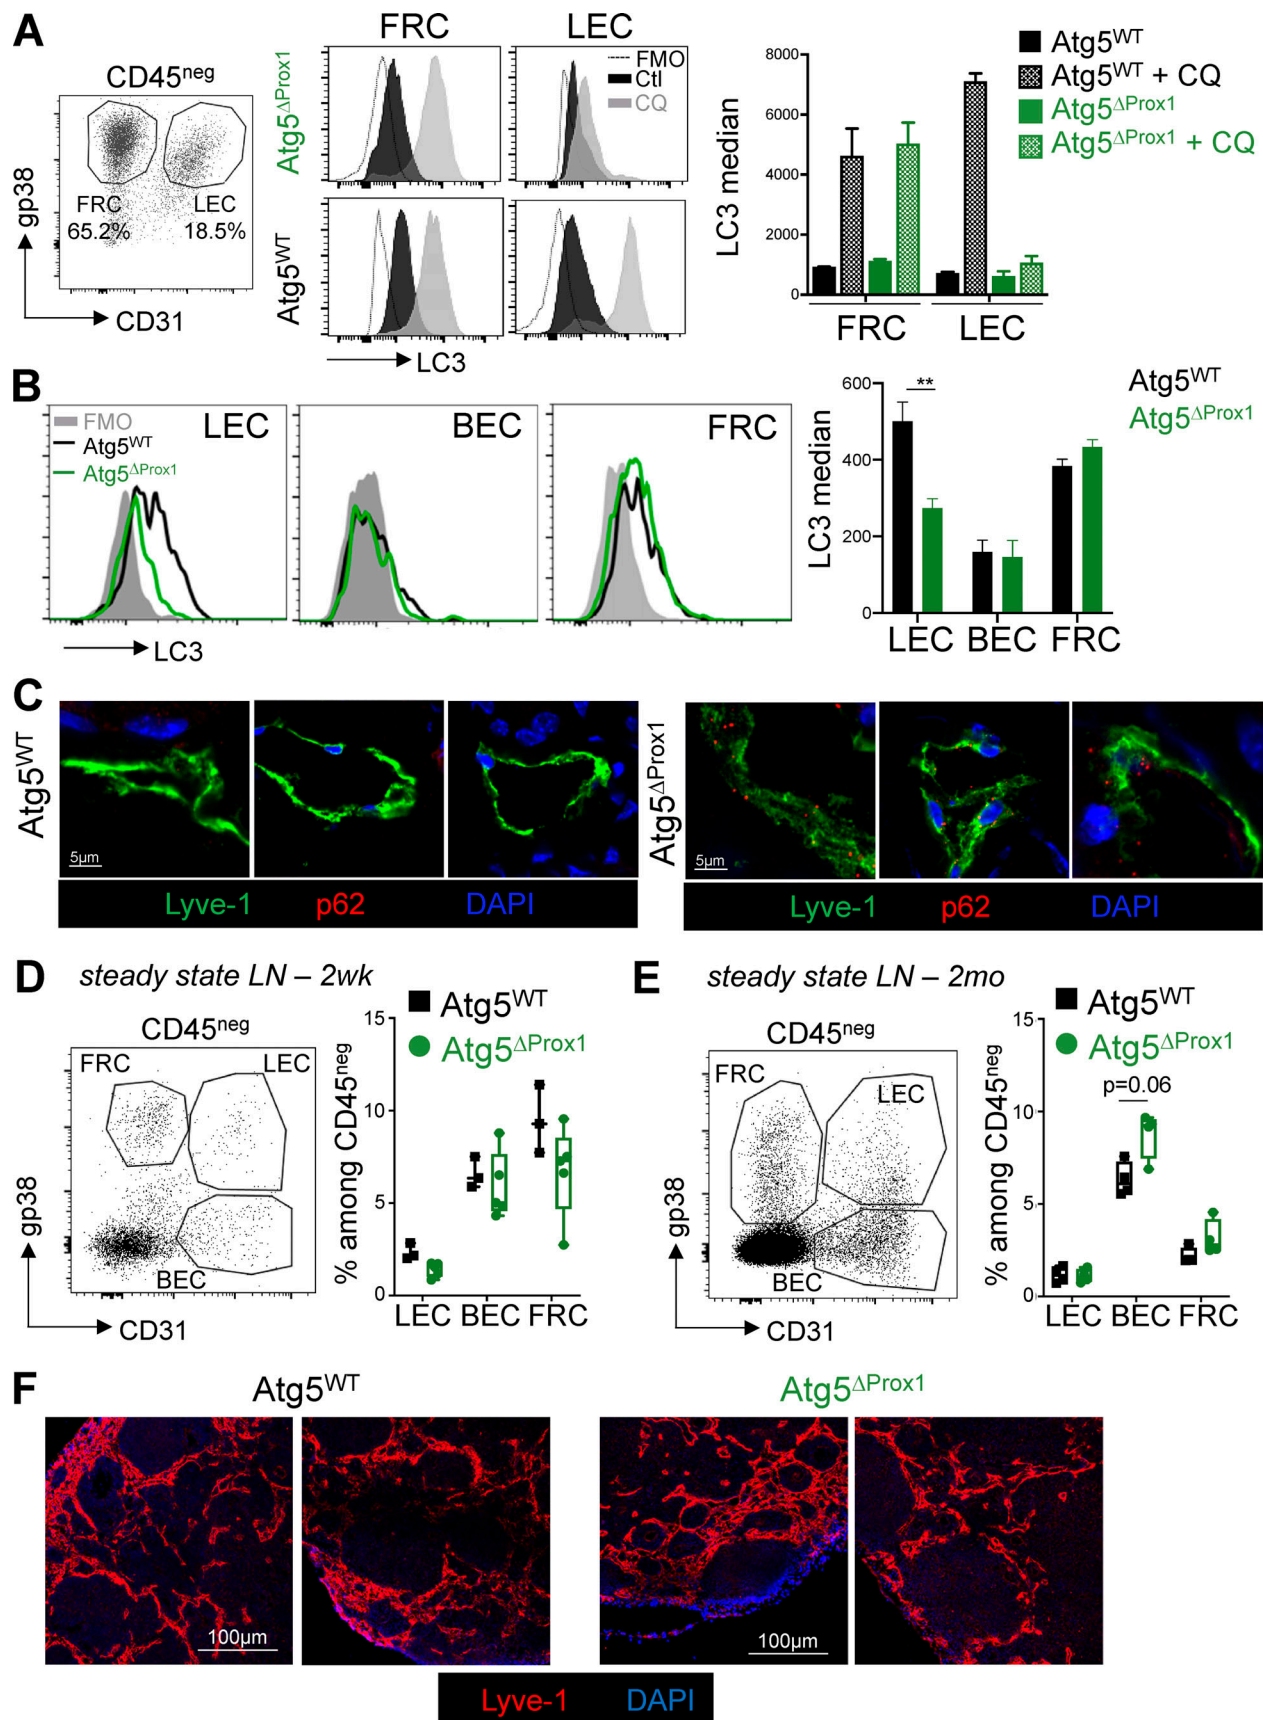 A
CD45neg
gp38
CD31
FRC
65.2%
LEC
18.5%
FRC
LEC
Atg5ΔProx1
Atg5WT
FMO
Ctl
CQ
LC3
LC3 median
8000
6000
4000
2000
0
FRC
LEC
Atg5WT
Atg5WT + CQ
Atg5ΔProx1
Atg5ΔProx1 + CQ
B
FMO
Atg5WT
Atg5ΔProx1
LEC
BEC
FRC
LC3
LC3 median
600
400
200
0
**
LEC
BEC
FRC
Atg5WT
Atg5ΔProx1
C
Atg5WT
5µm
Lyve-1
p62
DAPI
Atg5ΔProx1
5µm
Lyve-1
p62
DAPI
D
steady state LN – 2wk
CD45neg
FRC
LEC
BEC
gp38
CD31
Atg5WT
Atg5ΔProx1
% among CD45neg
15
10
5
0
LEC
BEC
FRC
E
steady state LN – 2mo
CD45neg
FRC
LEC
BEC
gp38
CD31
Atg5WT
Atg5ΔProx1
p=0.06
% among CD45neg
15
10
5
0
LEC
BEC
FRC
F
Atg5WT
Atg5ΔProx1
100µm
100µm
Lyve-1
DAPI